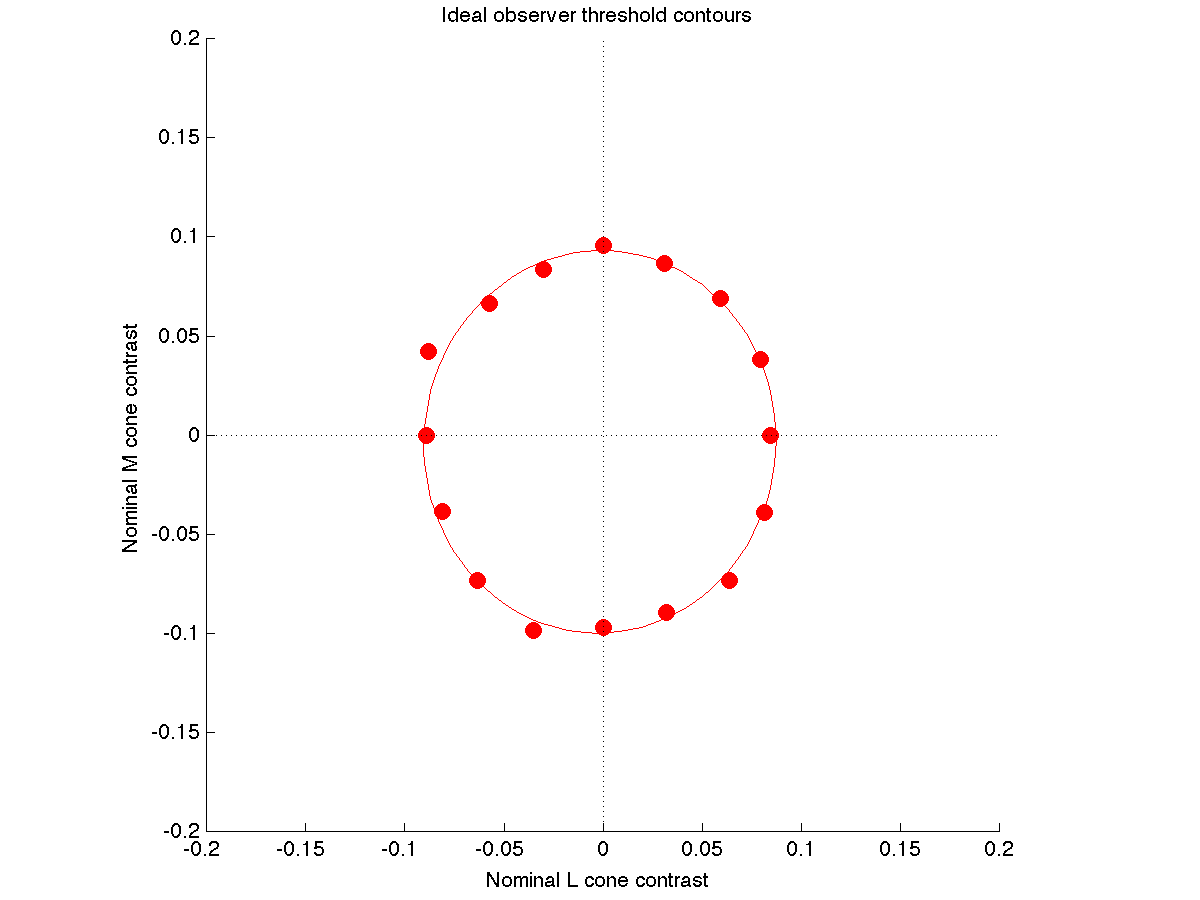 Ideal observer threshold contours
0.2
0.15
0.1
0.05
0
-0.05
-0.1
-0.15
-0.2
Nominal M cone contrast
-0.2 -0.15 -0.1 -0.05 0 0.05 0.1 0.15 0.2
Nominal L cone contrast